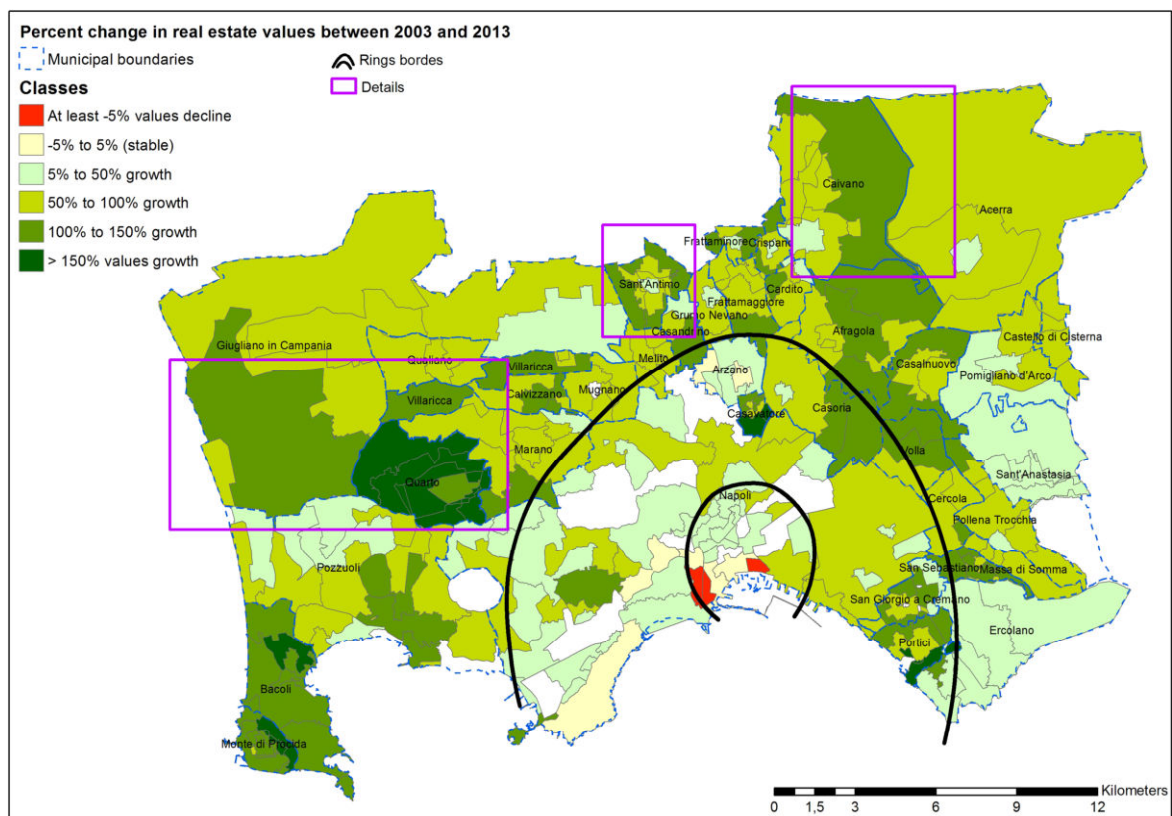 Percent change in real estate values between 2003 and 2013
Municipal boundaries
Rings bordes
Classes
Details
At least -5% values decline
-5% to 5% (stable)
5% to 50% growth
50% to 100% growth
100% to 150% growth
> 150% values growth
Caivano
Acerra
Frattaminore
Crispano
Sant'Antimo
Cardito
Frattamaggiore
Grumo Nevano
Casandrino
Afragola
Castello di Cisterna
Giugliano in Campania
Qualiano
Melito
Casalnuovo
Villaricca
Arzano
Pomigliano d'Arco
Villaricca
Calvizzano
Mugnano
Casavatore
Casoria
Marano
Volla
Quarto
Sant'Anastasia
Napoli
Cercola
Pollena Trocchia
Pozzuoli
San Sebastiano
Massa di Somma
San Giorgio a Cremano
Ercolano
Portici
Bacoli
Monte di Procida
Kilometers
0 1,5 3 6 9 12